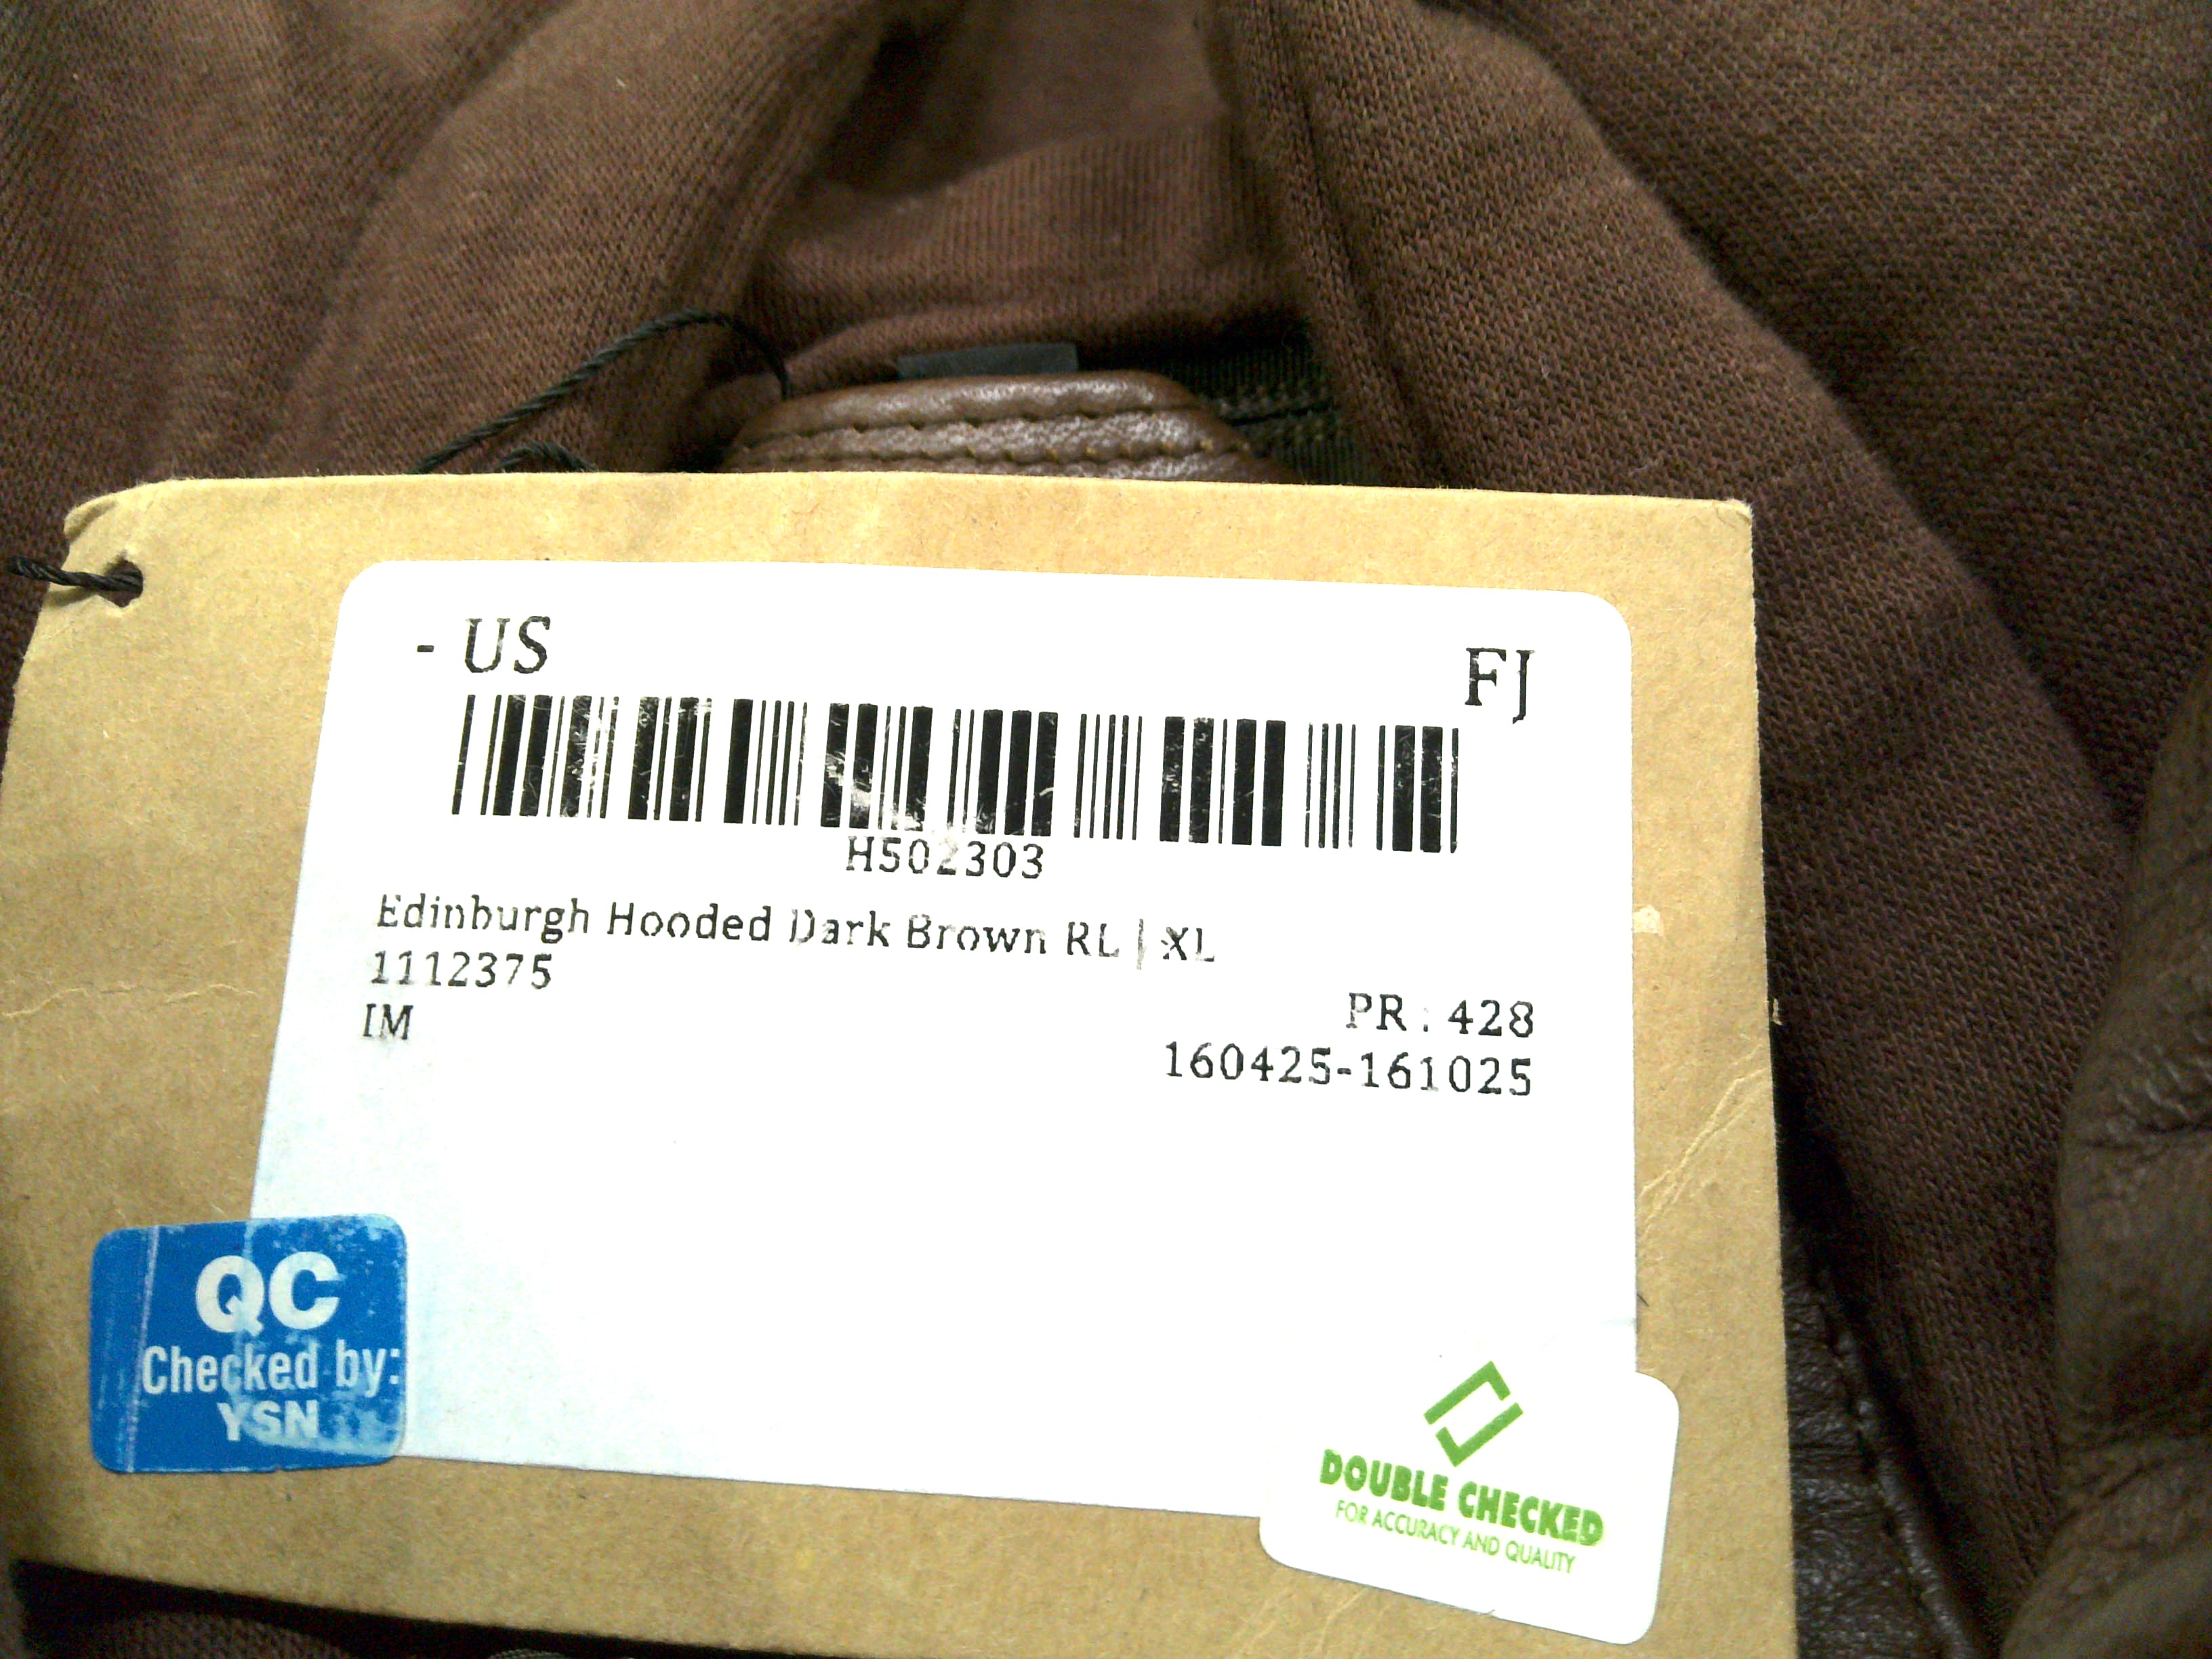 - US FJ
H502303
Edinburgh Hooded Dark Brown RL | XL
1112375
PR : 428
IM
160425-161025
QC
Checked by:
YSN
DOUBLE CHECKED
FOR ACCURACY AND QUALITY